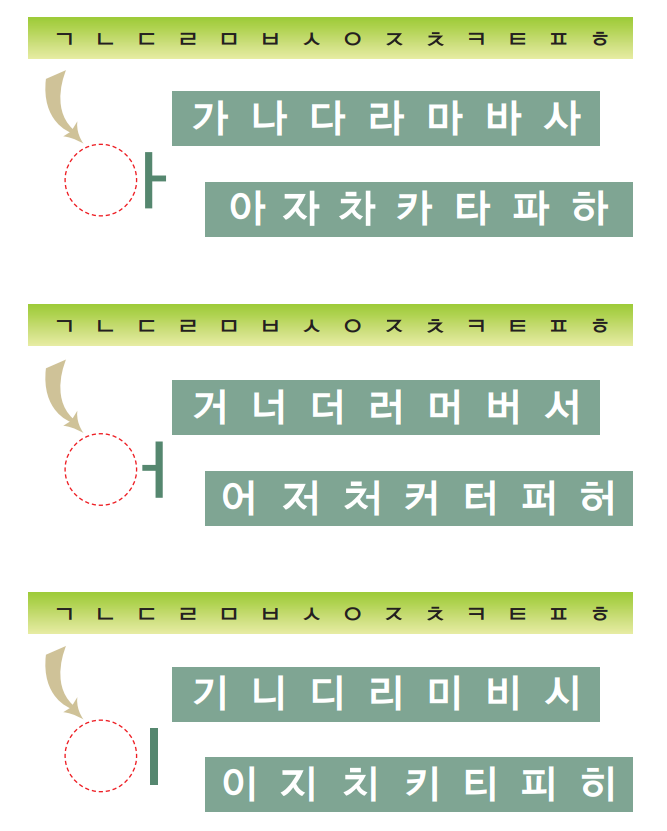 ㄱ ㄴ ㄷ ㄹ ㅁ ㅂ ㅅ ㅇ ㅈ ㅊ ㅋ ㅌ ㅍ ㅎ
가 나 다 라 마 바 사
ㅏ
아 자 차 카 타 파 하
ㄱ ㄴ ㄷ ㄹ ㅁ ㅂ ㅅ ㅇ ㅈ ㅊ ㅋ ㅌ ㅍ ㅎ
거 너 더 러 머 버 서
ㅓ
어 저 처 커 터 퍼 허
ㄱ ㄴ ㄷ ㄹ ㅁ ㅂ ㅅ ㅇ ㅈ ㅊ ㅋ ㅌ ㅍ ㅎ
기 니 디 리 미 비 시
ㅣ
이 지 치 키 티 피 히